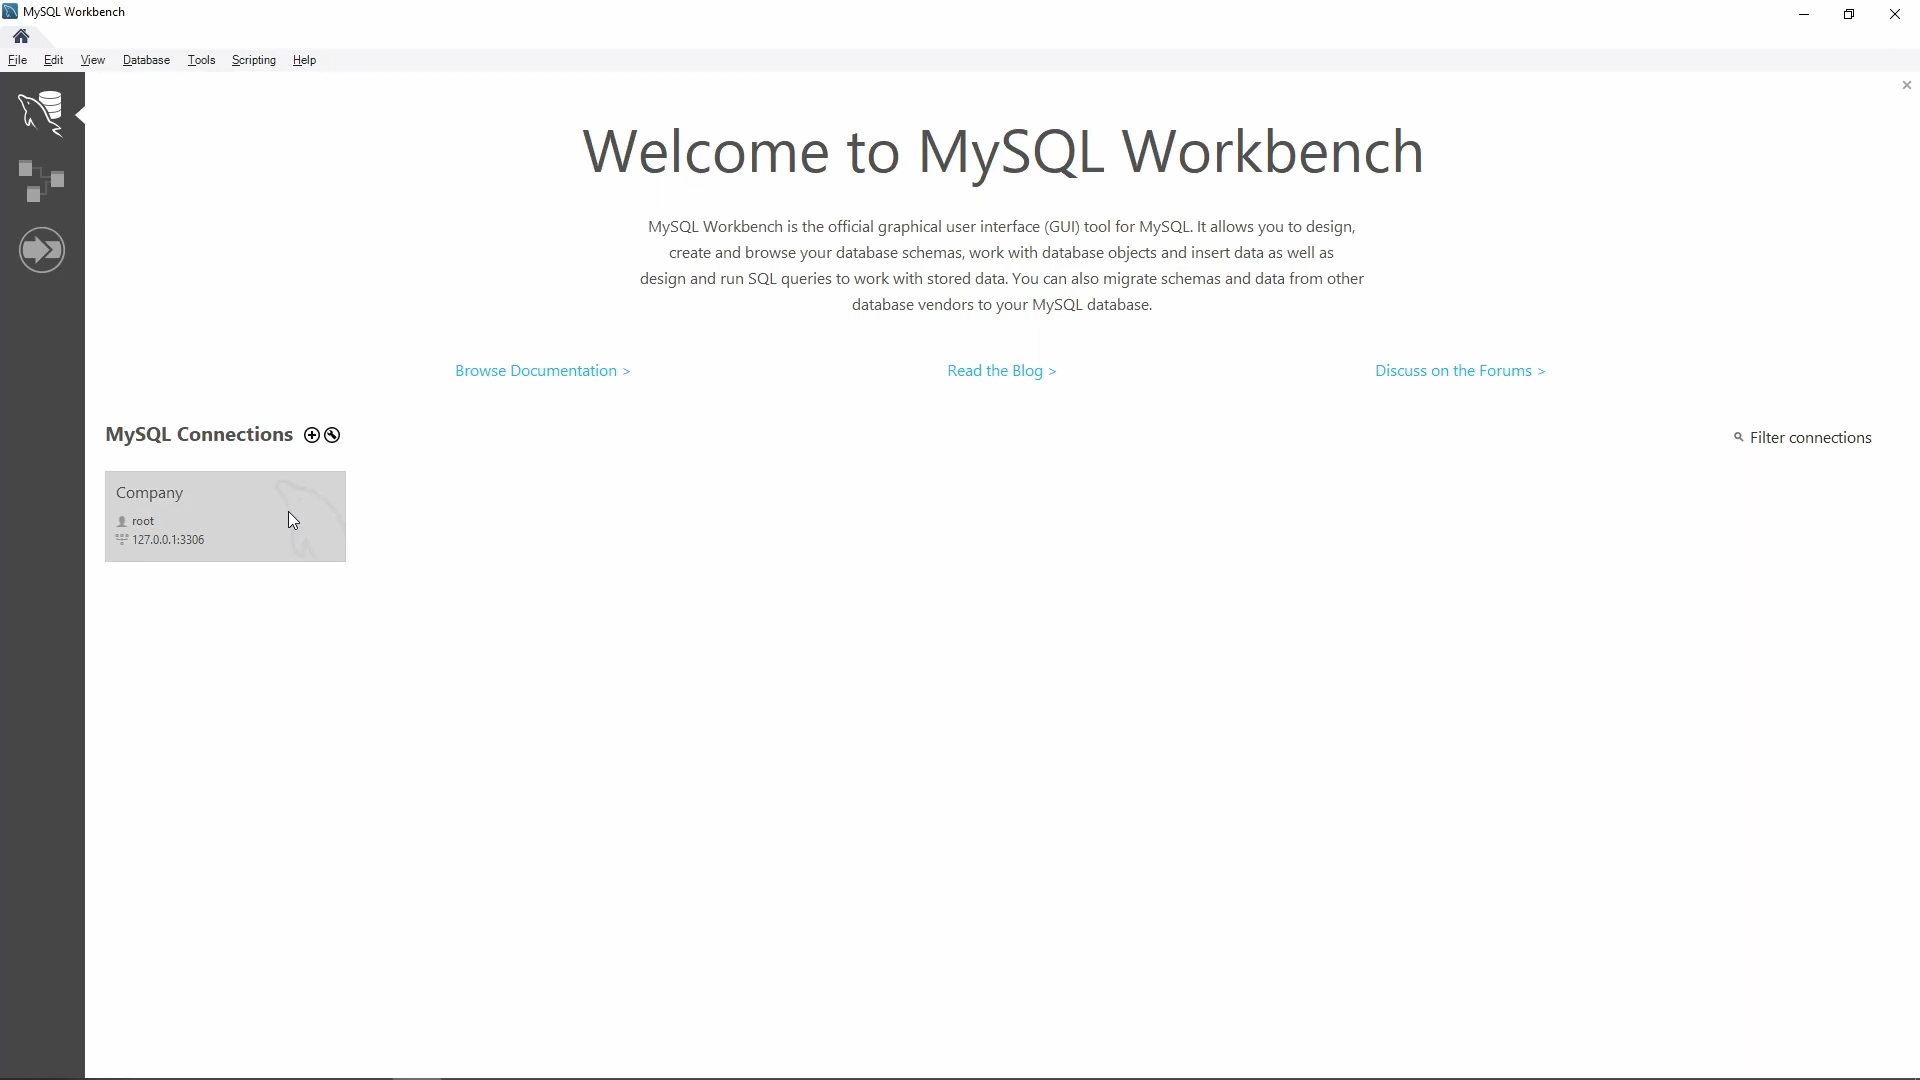 MySQL Workbench
File Edit View Database Tools Scripting Help
Welcome to MySQL Workbench
MySQL Workbench is the official graphical user interface (GUI) tool for MySQL. It allows you to design,
create and browse your database schemas, work with database objects and insert data as well as
design and run SQL queries to work with stored data. You can also migrate schemas and data from other
database vendors to your MySQL database.
Browse Documentation > Read the Blog > Discuss on the Forums >
MySQL Connections Filter connections
Company
root
127.0.0.1:3306